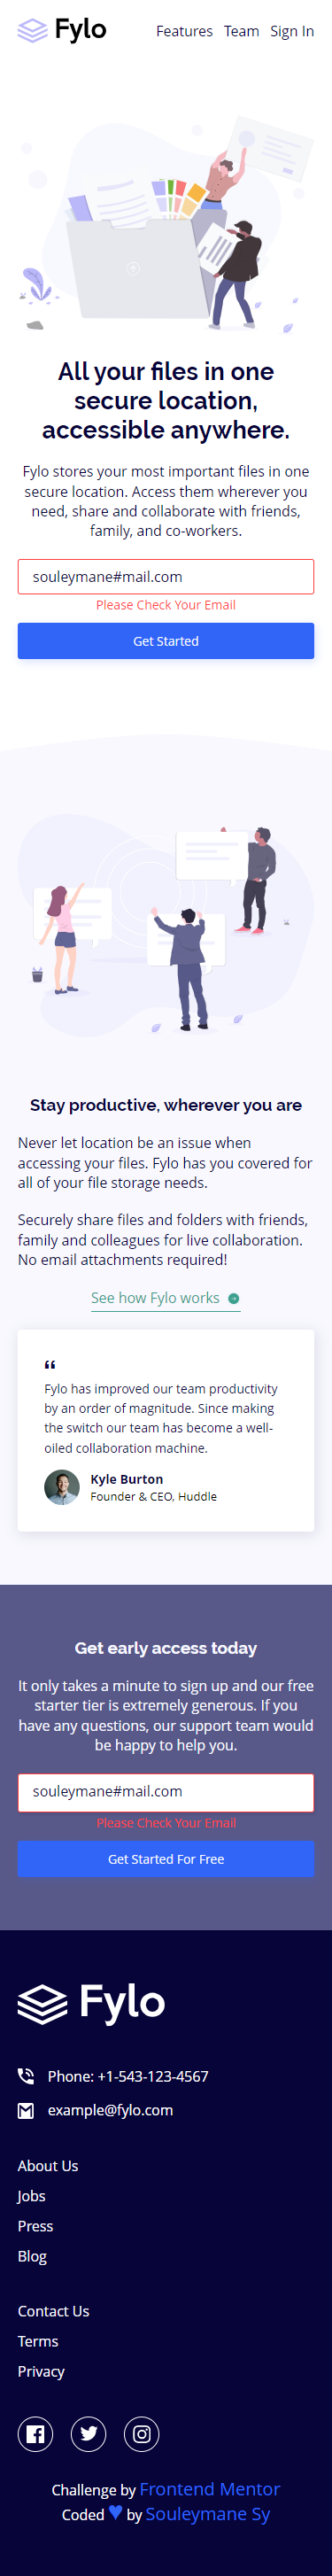 Fylo
Features Team Sign In
All your files in one
secure location,
accessible anywhere.
Fylo stores your most important files in one
secure location. Access them wherever you
need, share and collaborate with friends,
family, and co-workers.
souleymane#mail.com
Please Check Your Email
Get Started
Stay productive, wherever you are
Never let location be an issue when
accessing your files. Fylo has you covered for
all of your file storage needs.
Securely share files and folders with friends,
family and colleagues for live collaboration.
No email attachments required!
See how Fylo works
“
Fylo has improved our team productivity
by an order of magnitude. Since making
the switch our team has become a well-
oiled collaboration machine.
Kyle Burton
Founder & CEO, Huddle
Get early access today
It only takes a minute to sign up and our free
starter tier is extremely generous. If you
have any questions, our support team would
be happy to help you.
souleymane#mail.com
Please Check Your Email
Get Started For Free
Fylo
Phone: +1-543-123-4567
example@fylo.com
About Us
Jobs
Press
Blog
Contact Us
Terms
Privacy
Challenge by Frontend Mentor
Coded ♥ by Souleymane Sy